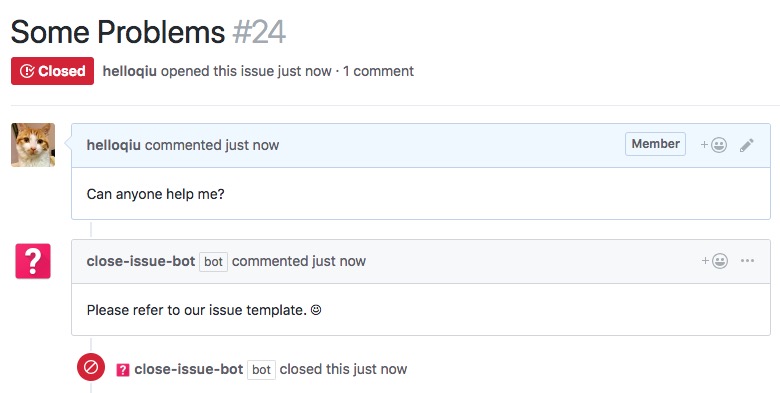 Some Problems #24
Closed helloqiu opened this issue just now · 1 comment
helloqiu commented just now Member
Can anyone help me?
close-issue-bot bot commented just now
Please refer to our issue template. ☺
close-issue-bot bot closed this just now